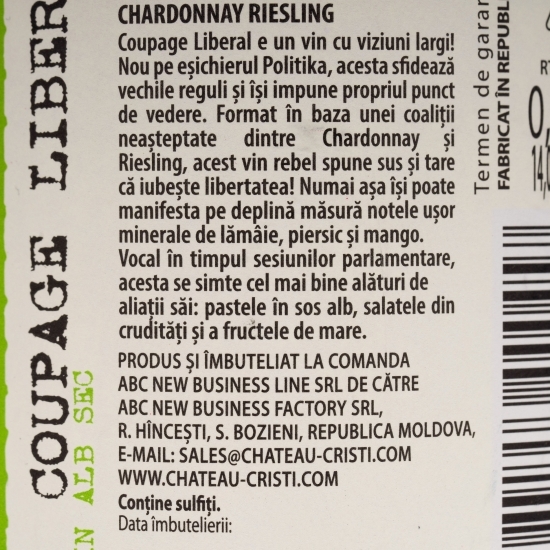 CHARDONNAY RIESLING
Coupage Liberal e un vin cu viziuni largi!
Nou pe eșichierul Politika, acesta sfidează
vechile reguli și își impune propriul punct
de vedere. Format în baza unei coaliții
neașteptate dintre Chardonnay și
Riesling, acest vin rebel spune sus și tare
că iubește libertatea! Numai așa își poate
manifesta pe deplină măsură notele ușor
minerale de lămâie, piersic și mango.
Vocal în timpul sesiunilor parlamentare,
acesta se simte cel mai bine alături de
aliații săi: pastele în sos alb, salatele din
crudități și a fructele de mare.
PRODUS ȘI ÎMBUTELIAT LA COMANDA
ABC NEW BUSINESS LINE SRL DE CĂTRE
ABC NEW BUSINESS FACTORY SRL,
R. HÎNCEȘTI, S. BOZIENI, REPUBLICA MOLDOVA,
E-MAIL: SALES@CHATEAU-CRISTI.COM
WWW.CHATEAU-CRISTI.COM
Conține sulfiți.
Data îmbutelierii:
COUPAGE LIBER
ALB SEC
Termen de garan
FABRICAT ÎN REPUBL